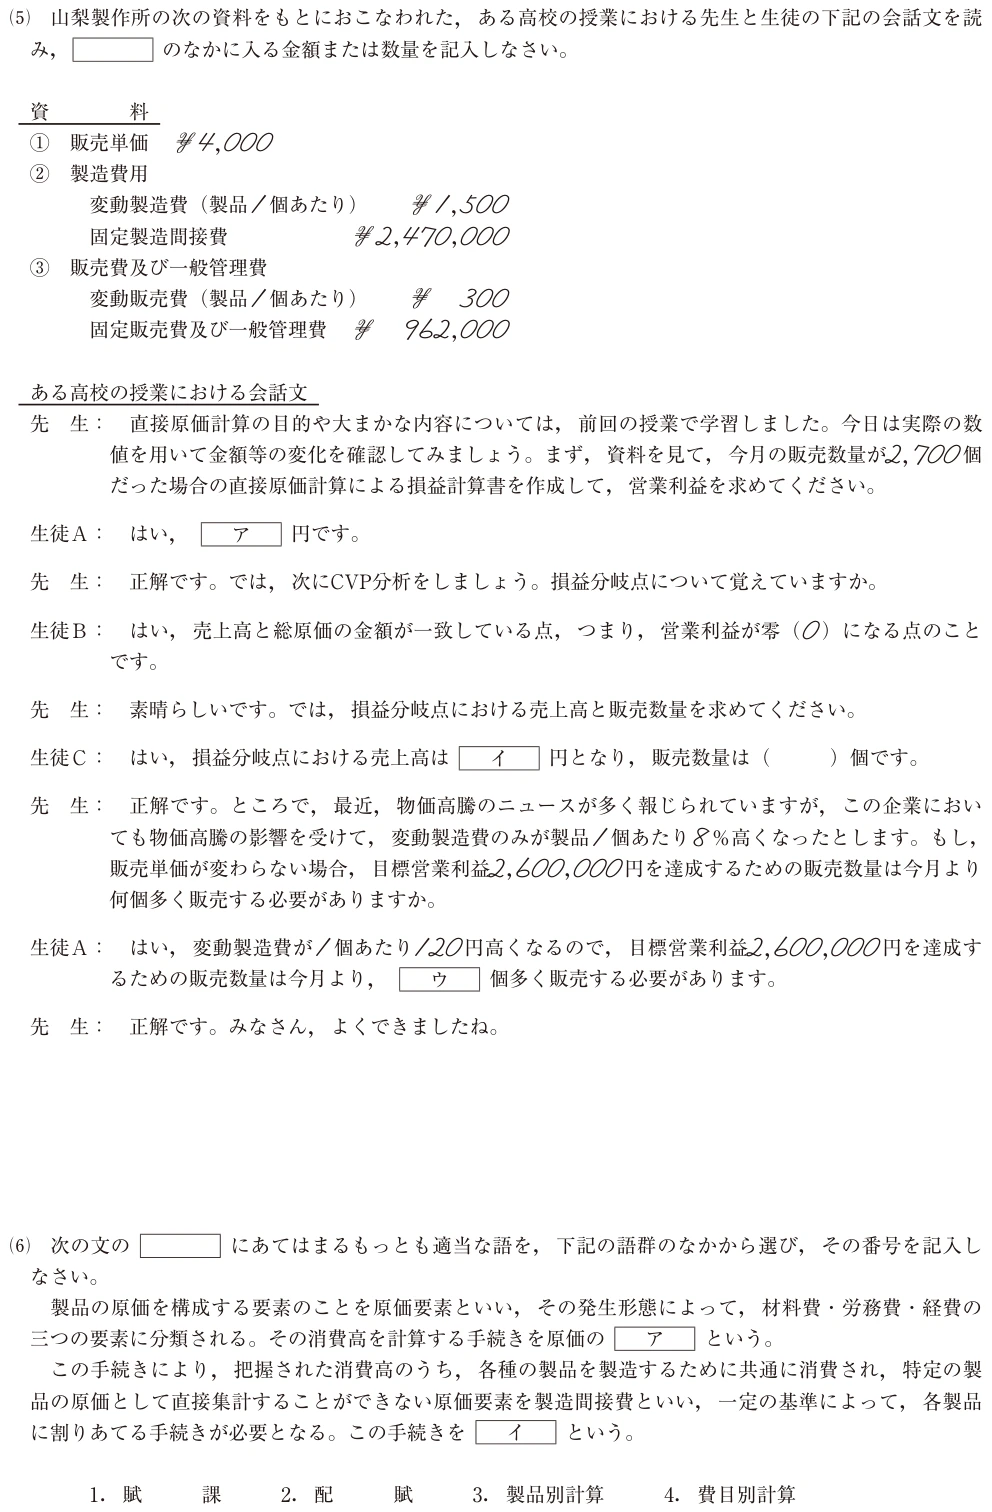 (5) 山梨製作所の次の資料をもとにおこなわれた，ある高校の授業における先生と生徒の下記の会話文を読
み，のなかに入る金額または数量を記入しなさい。
資　　　　料
① 販売単価 ¥4,000
② 製造費用
変動製造費（製品1個あたり） ¥1,500
固定製造間接費 ¥2,470,000
③ 販売費及び一般管理費
変動販売費（製品1個あたり） ¥ 300
固定販売費及び一般管理費 ¥ 962,000
ある高校の授業における会話文
先　生： 直接原価計算の目的や大まかな内容については，前回の授業で学習しました。今日は実際の数
値を用いて金額等の変化を確認してみましょう。まず，資料を見て，今月の販売数量が2,700個
だった場合の直接原価計算による損益計算書を作成して，営業利益を求めてください。
生徒A： はい， ア 円です。
先　生： 正解です。では，次にCVP分析をしましょう。損益分岐点について覚えていますか。
生徒B： はい，売上高と総原価の金額が一致している点，つまり，営業利益が零（0）になる点のこと
です。
先　生： 素晴らしいです。では，損益分岐点における売上高と販売数量を求めてください。
生徒C： はい，損益分岐点における売上高は イ 円となり，販売数量は（　　　）個です。
先　生： 正解です。ところで，最近，物価高騰のニュースが多く報じられていますが，この企業におい
ても物価高騰の影響を受けて，変動製造費のみが製品1個あたり8%高くなったとします。もし，
販売単価が変わらない場合，目標営業利益2,600,000円を達成するための販売数量は今月より
何個多く販売する必要がありますか。
生徒A： はい，変動製造費が1個あたり120円高くなるので，目標営業利益2,600,000円を達成す
るための販売数量は今月より， ウ 個多く販売する必要があります。
先　生： 正解です。みなさん，よくできましたね。
(6) 次の文の にあてはまるもっとも適当な語を，下記の語群のなかから選び，その番号を記入し
なさい。
製品の原価を構成する要素のことを原価要素といい，その発生形態によって，材料費・労務費・経費の
三つの要素に分類される。その消費高を計算する手続きを原価の ア という。
この手続きにより，把握された消費高のうち，各種の製品を製造するために共通に消費され，特定の製
品の原価として直接集計することができない原価要素を製造間接費といい，一定の基準によって，各製品
に割りあてる手続きが必要となる。この手続きを イ という。
1．賦　　　課　　2．配　　　賦　　3．製品別計算　　4．費目別計算